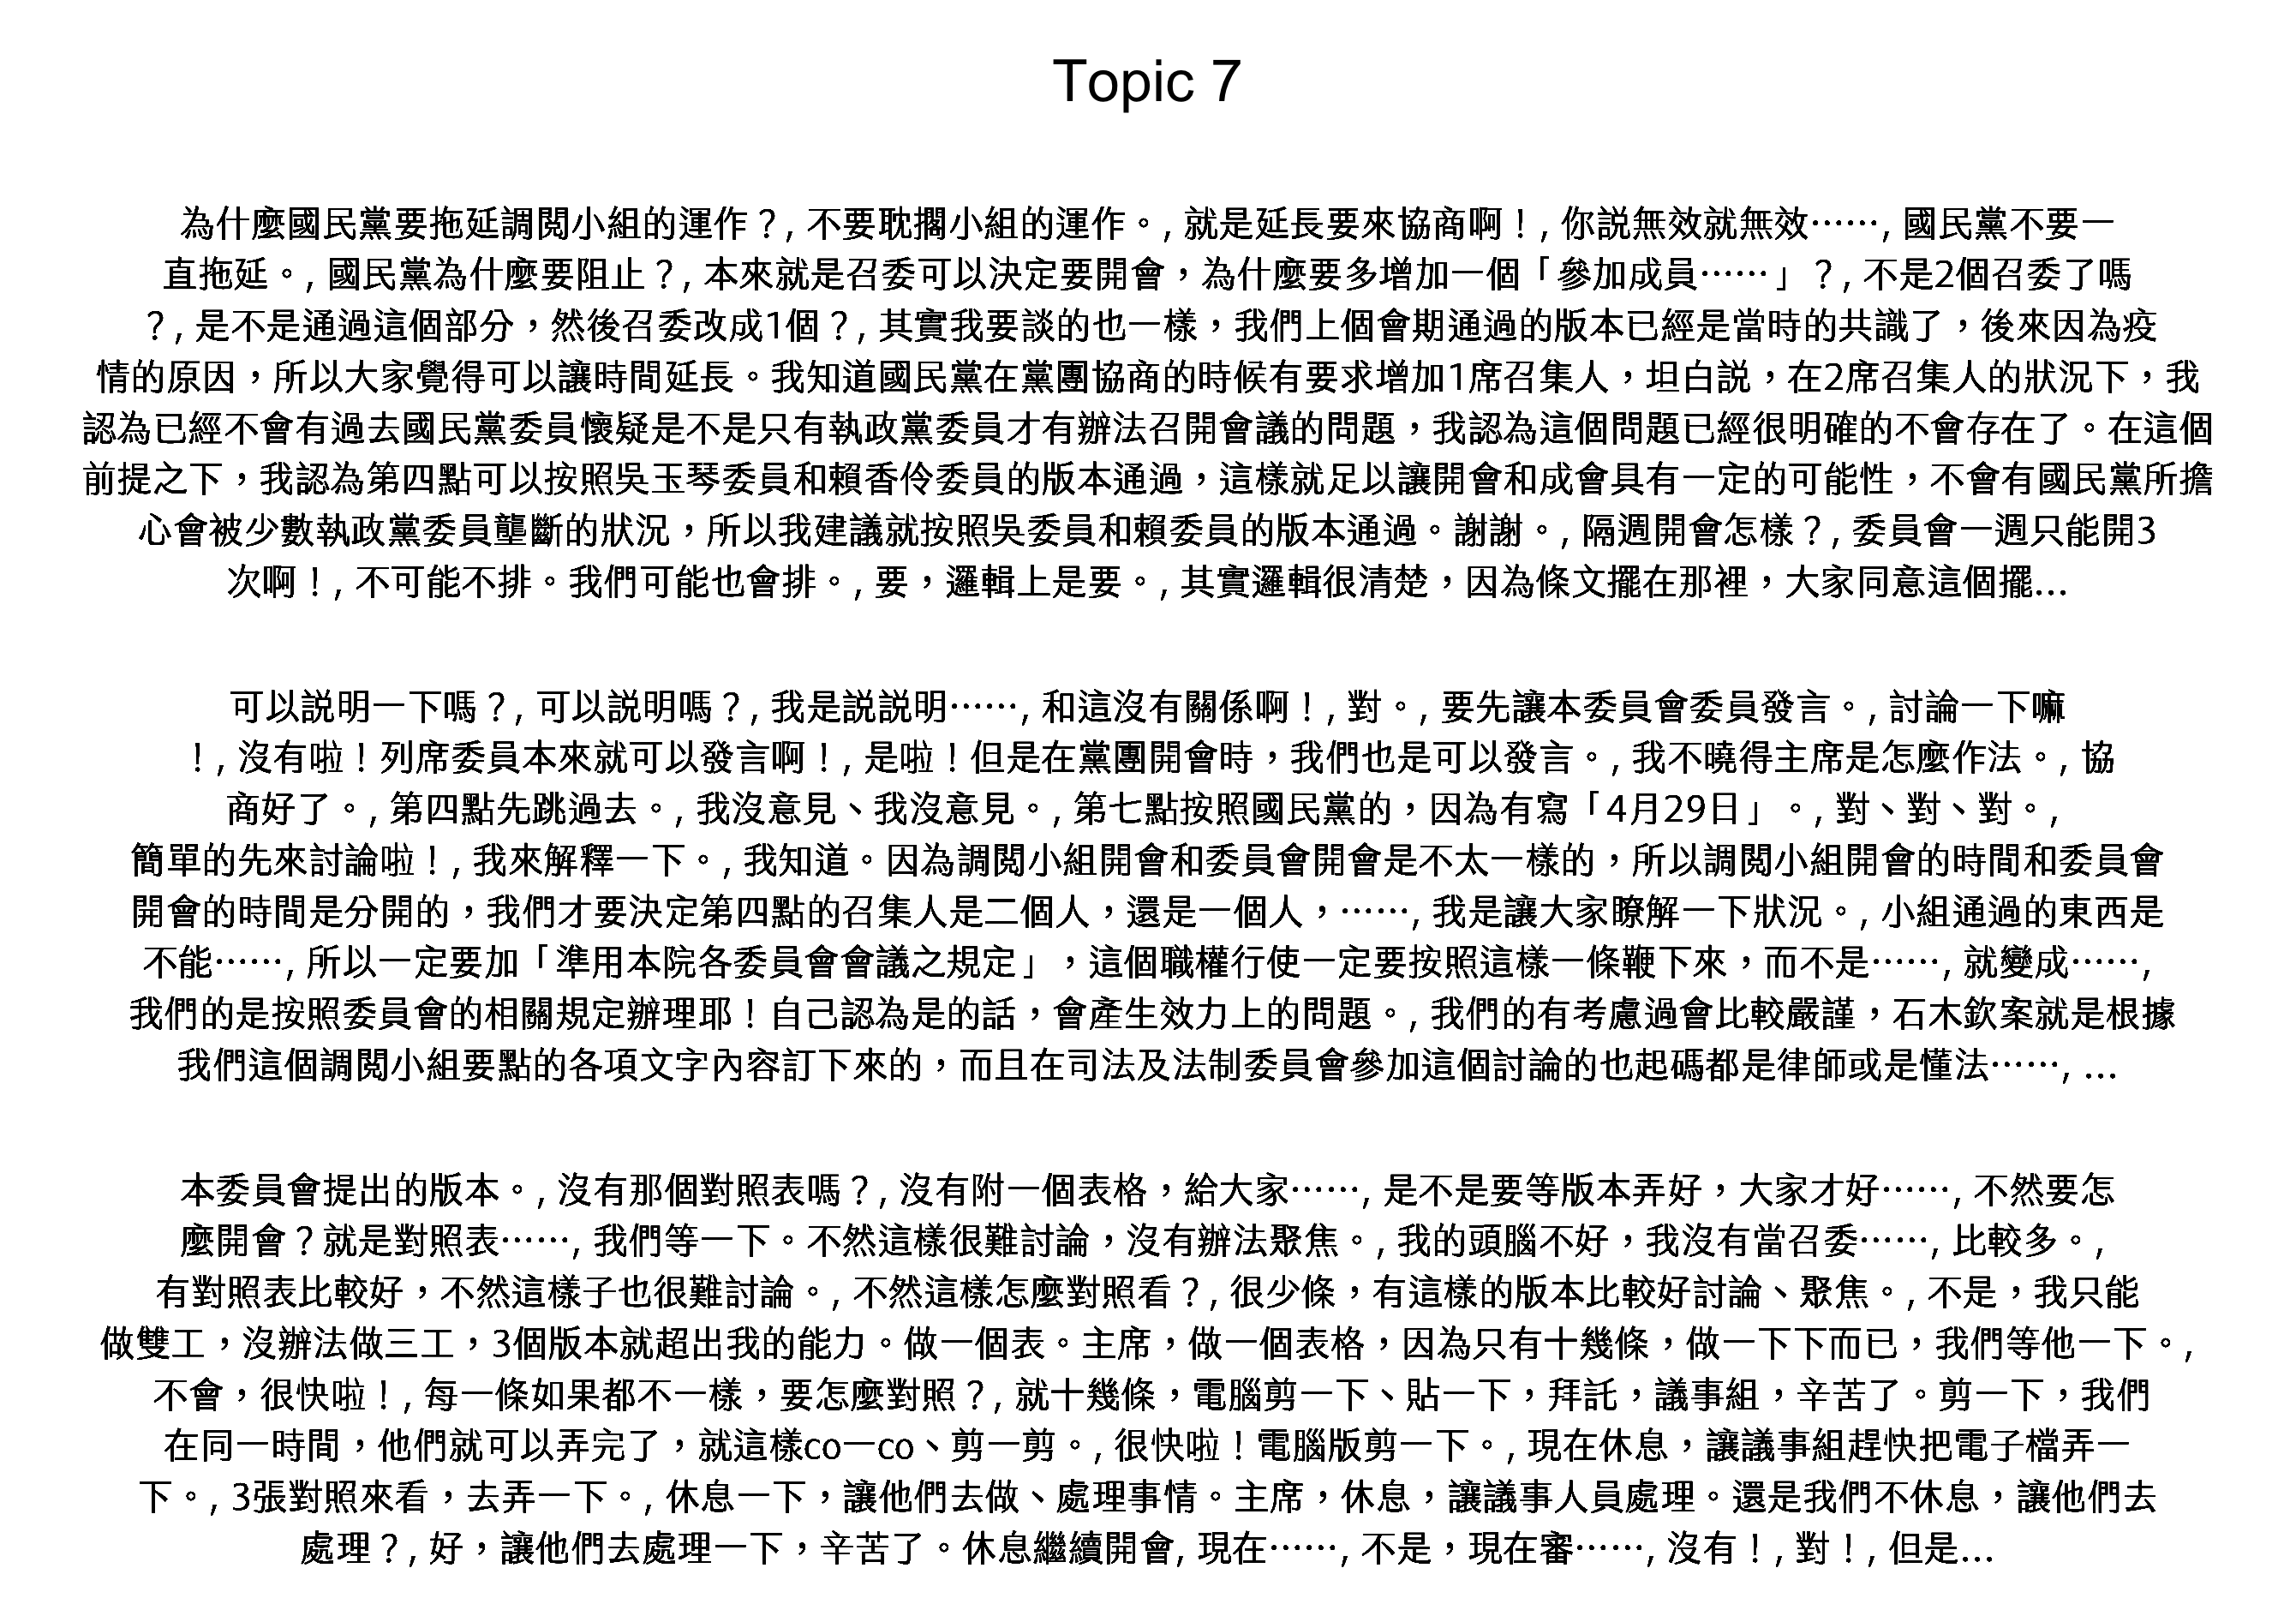 Topic 7
為什麼國民黨要拖延調閱小組的運作？, 不要耽擱小組的運作。, 就是延長要來協商啊！, 你說無效就無效……, 國民黨不要一
直拖延。, 國民黨為什麼要阻止？, 本來就是召委可以決定要開會，為什麼要多增加一個「參加成員……」？, 不是2個召委了嗎
？, 是不是通過這個部分，然後召委改成1個？, 其實我要談的也一樣，我們上個會期通過的版本已經是當時的共識了，後來因為疫
情的原因，所以大家覺得可以讓時間延長。我知道國民黨在黨團協商的時候有要求增加1席召集人，坦白說，在2席召集人的狀況下，我
認為已經不會有過去國民黨委員懷疑是不是只有執政黨委員才有辦法召開會議的問題，我認為這個問題已經很明確的不會存在了。在這個
前提之下，我認為第四點可以按照吳玉琴委員和賴香伶委員的版本通過，這樣就足以讓開會和成會具有一定的可能性，不會有國民黨所擔
心會被少數執政黨委員壟斷的狀況，所以我建議就按照吳委員和賴委員的版本通過。謝謝。, 隔週開會怎樣？, 委員會一週只能開3
次啊！, 不可能不排。我們可能也會排。, 要，邏輯上是要。, 其實邏輯很清楚，因為條文擺在那裡，大家同意這個擺...
可以說明一下嗎？, 可以說明嗎？, 我是說說明……, 和這沒有關係啊！, 對。, 要先讓本委員會委員發言。, 討論一下嘛
！, 沒有啦！列席委員本來就可以發言啊！, 是啦！但是在黨團開會時，我們也是可以發言。, 我不曉得主席是怎麼作法。, 協
商好了。, 第四點先跳過去。, 我沒意見、我沒意見。, 第七點按照國民黨的，因為有寫「4月29日」。, 對、對、對。,
簡單的先來討論啦！, 我來解釋一下。, 我知道。因為調閱小組開會和委員會開會是不太一樣的，所以調閱小組開會的時間和委員會
開會的時間是分開的，我們才要決定第四點的召集人是二個人，還是一個人，……, 我是讓大家瞭解一下狀況。, 小組通過的東西是
不能……, 所以一定要加「準用本院各委員會會議之規定」，這個職權行使一定要按照這樣一條鞭下來，而不是……, 就變成……,
我們的是按照委員會的相關規定辦理耶！自己認為是的話，會產生效力上的問題。, 我們的有考慮過會比較嚴謹，石木欽案就是根據
我們這個調閱小組要點的各項文字內容訂下來的，而且在司法及法制委員會參加這個討論的也起碼都是律師或是懂法……, ...
本委員會提出的版本。, 沒有那個對照表嗎？, 沒有附一個表格，給大家……, 是不是要等版本弄好，大家才好……, 不然要怎
麼開會？就是對照表……, 我們等一下。不然這樣很難討論，沒有辦法聚焦。, 我的頭腦不好，我沒有當召委……, 比較多。,
有對照表比較好，不然這樣子也很難討論。, 不然這樣怎麼對照看？, 很少條，有這樣的版本比較好討論、聚焦。, 不是，我只能
做雙工，沒辦法做三工，3個版本就超出我的能力。做一個表。主席，做一個表格，因為只有十幾條，做一下下而已，我們等他一下。,
不會，很快啦！, 每一條如果都不一樣，要怎麼對照？, 就十幾條，電腦剪一下、貼一下，拜託，議事組，辛苦了。剪一下，我們
在同一時間，他們就可以弄完了，就這樣co一co、剪一剪。, 很快啦！電腦版剪一下。, 現在休息，讓議事組趕快把電子檔弄一
下。, 3張對照來看，去弄一下。, 休息一下，讓他們去做、處理事情。主席，休息，讓議事人員處理。還是我們不休息，讓他們去
處理？, 好，讓他們去處理一下，辛苦了。休息繼續開會, 現在……, 不是，現在審……, 沒有！, 對！, 但是...